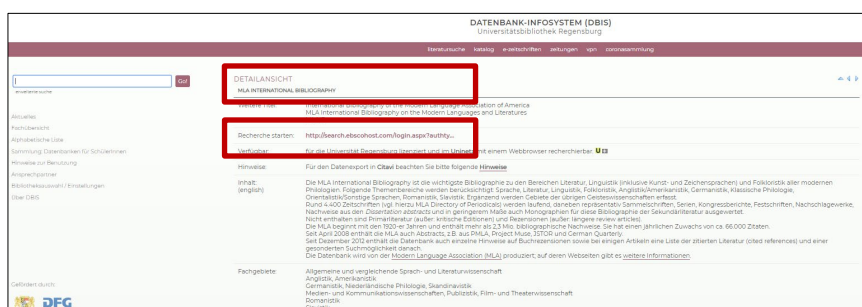 DATENBANK-INFOSYSTEM (DBIS)
Universitätsbibliothek Regensburg
literatursuche katalog e-zeitschriften zeitungen vpn coronasammlung
Go!
erweiterte suche
Aktuelles
Fachübersicht
Alphabetische Liste
Sammlung: Datenbanken für SchülerInnen
Hinweise zur Benutzung
Ansprechpartner
Bibliotheksauswahl / Einstellungen
Über DBIS
Gefördert durch:
DFG
DETAILANSICHT
MLA INTERNATIONAL BIBLIOGRAPHY
Weitere Titel: International Bibliography of the Modern Language Association of America
MLA International Bibliography on the Modern Languages and Literatures
Recherche starten: http://search.ebscohost.com/login.aspx?authty...
Verfügbar: für die Universität Regensburg lizenziert und im Uninetz mit einem Webbrowser recherchierbar.
Hinweise: Für den Datenexport in Citavi beachten Sie bitte folgende Hinweise
Inhalt: Die MLA International Bibliography ist die wichtigste Bibliographie zu den Bereichen Literatur, Linguistik (inklusive Kunst- und Zeichensprachen) und Folkloristik aller modernen
(english) Philologien. Folgende Themenbereiche werden berücksichtigt: Sprache, Literatur, Linguistik, Folkloristik, Anglistik/Amerikanistik, Germanistik, Klassische Philologie,
Orientalistik/Sonstige Sprachen, Romanistik, Slavistik. Ergänzend werden Gebiete der übrigen Geisteswissenschaften erfasst.
Rund 4.400 Zeitschriften (vgl. hierzu MLA Directory of Periodicals) werden laufend, daneben repräsentativ Sammelschriften, Serien, Kongressberichte, Festschriften, Nachschlagewerke,
Nachweise aus den Dissertation abstracts und in geringerem Maße auch Monographien für diese Bibliographie der Sekundärliteratur ausgewertet.
Nicht enthalten sind Primärliteratur (außer: kritische Editionen) und Rezensionen (außer: längere review articles).
Die MLA beginnt mit den 1920-er Jahren und enthält mehr als 2,3 Mio. bibliographische Nachweise. Sie hat einen jährlichen Zuwachs von ca. 66.000 Zitaten.
Seit April 2008 enthält die MLA auch Abstracts, z.B. aus PMLA, Project Muse, JSTOR und German Quarterly.
Seit Dezember 2012 enthält die Datenbank auch einzelne Hinweise auf Buchrezensionen sowie bei einigen Artikeln eine Liste der zitierten Literatur (cited references) und einer
gesonderten Suchmöglichkeit danach.
Die Datenbank wird von der Modern Language Association (MLA) produziert; auf deren Webseiten gibt es weitere Informationen.
Fachgebiete: Allgemeine und vergleichende Sprach- und Literaturwissenschaft
Anglistik, Amerikanistik
Germanistik, Niederländische Philologie, Skandinavistik
Medien- und Kommunikationswissenschaften, Publizistik, Film- und Theaterwissenschaft
Romanistik